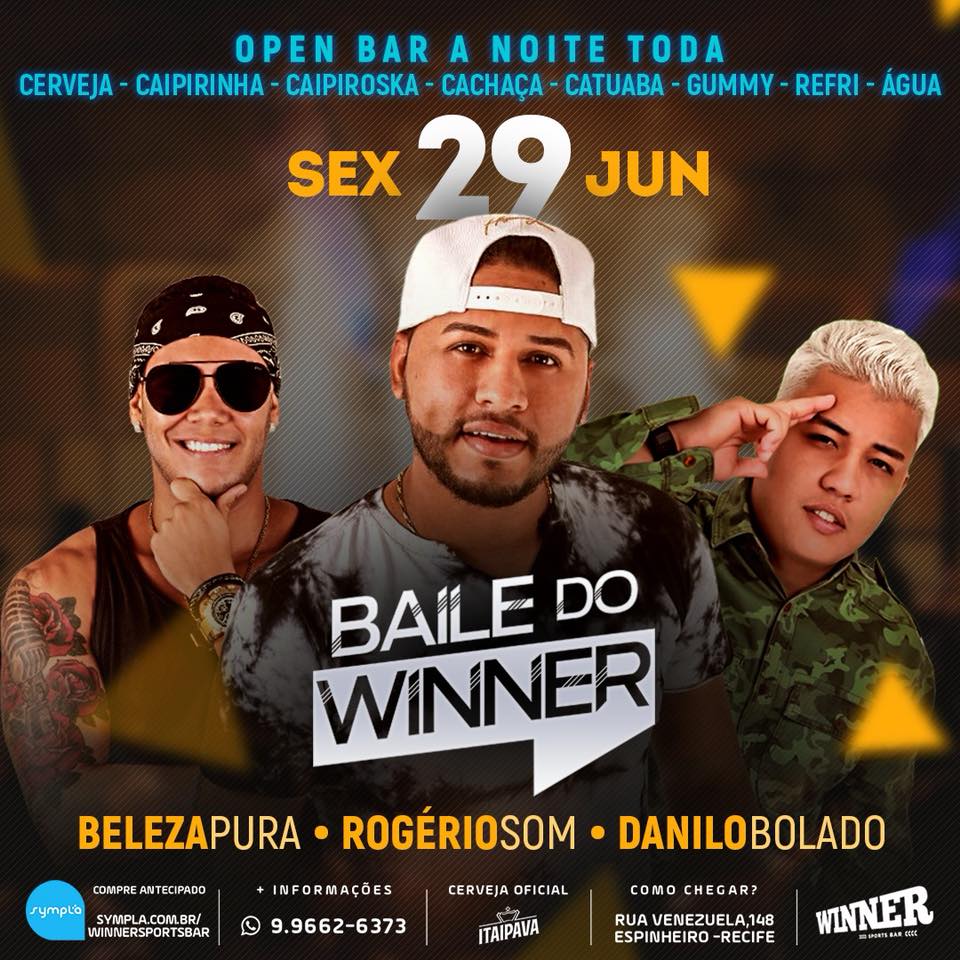 OPEN BAR A NOITE TODA
CERVEJA - CAIPIRINHA - CAIPIROSKA - CACHAÇA - CATUABA - GUMMY - REFRI - ÁGUA
SEX 29 JUN
BAILE DO
WINNER
BELEZAPURA • ROGÉRIOSOM • DANILOBOLADO
COMPRE ANTECIPADO
sympla
SYMPLA.COM.BR/
WINNERSPORTSBAR
+ INFORMAÇÕES
9.9662-6373
CERVEJA OFICIAL
ITAIPAVA
COMO CHEGAR?
RUA VENEZUELA,148
ESPINHEIRO -RECIFE
WINNER
SPORTS BAR